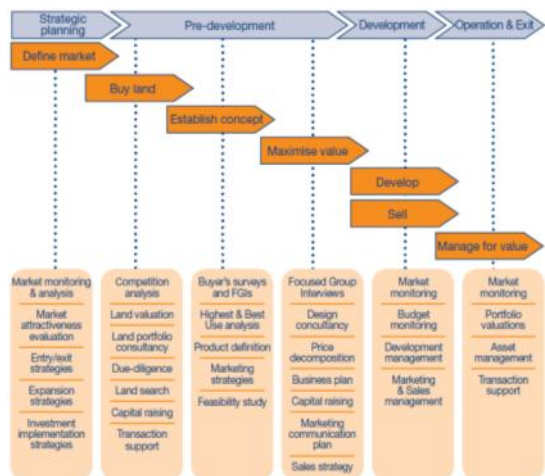 Strategic
planning
Pre-development
Development
Operation & Exit
Define market
Buy land
Establish concept
Maximise value
Develop
Sell
Manage for value
Market monitoring
& analysis
Market
attractiveness
evaluation
Entry/exit
strategies
Expansion
strategies
Investment
implementation
strategies
Competition
analysis
Land valuation
Land portfolio
consultancy
Due-diligence
Land search
Capital raising
Transaction
support
Buyer's surveys
and FGIs
Highest & Best
Use analysis
Product definition
Marketing
strategies
Feasibility study
Focused Group
Interviews
Design
concultancy
Price
decomposition
Business plan
Capital raising
Marketing
communication
plan
Sales strategy
Market
monitoring
Budget
monitoring
Development
management
Marketing
& Sales
management
Market
monitoring
Portfolio
valuations
Asset
management
Transaction
support